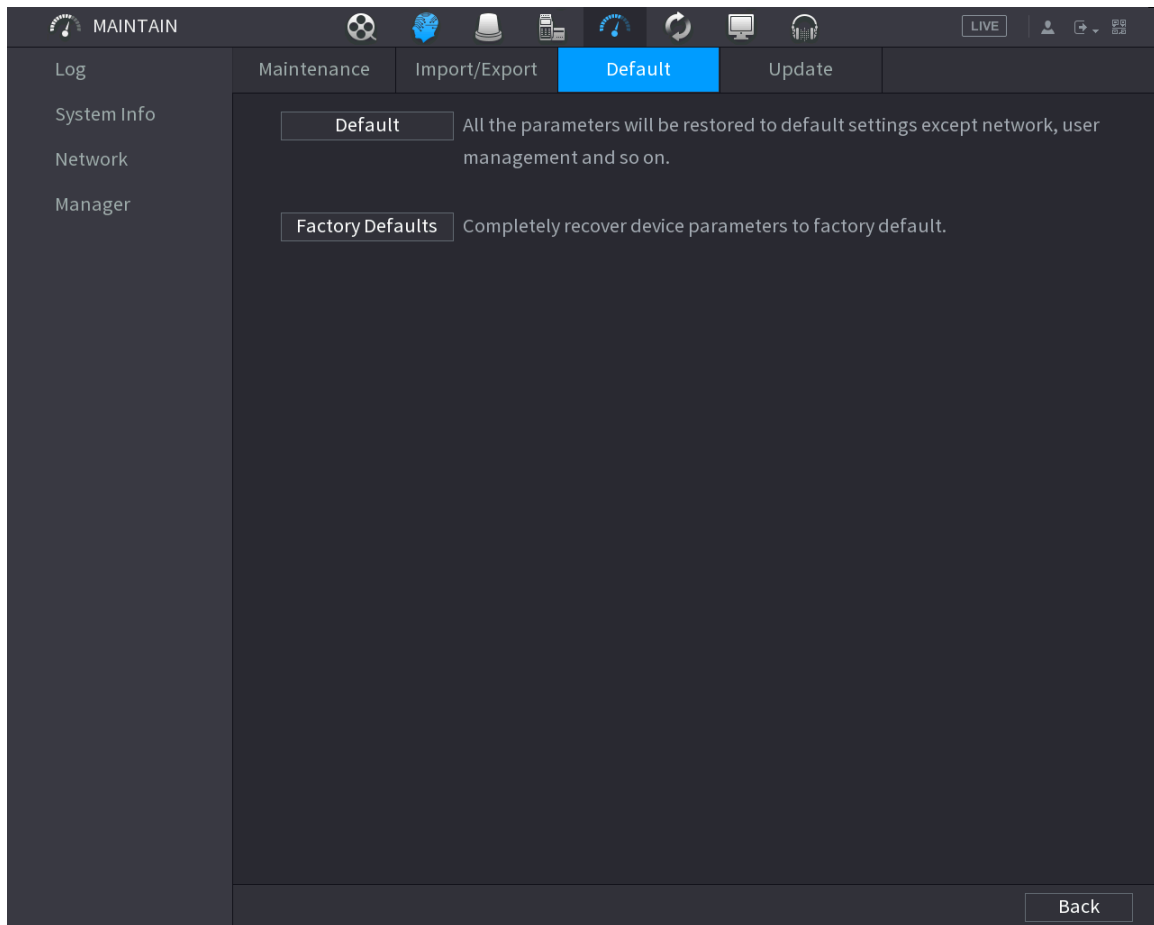 MAINTAIN
LIVE
Log
System Info
Network
Manager
Maintenance
Import/Export
Default
Update
Default
All the parameters will be restored to default settings except network, user
management and so on.
Factory Defaults
Completely recover device parameters to factory default.
Back